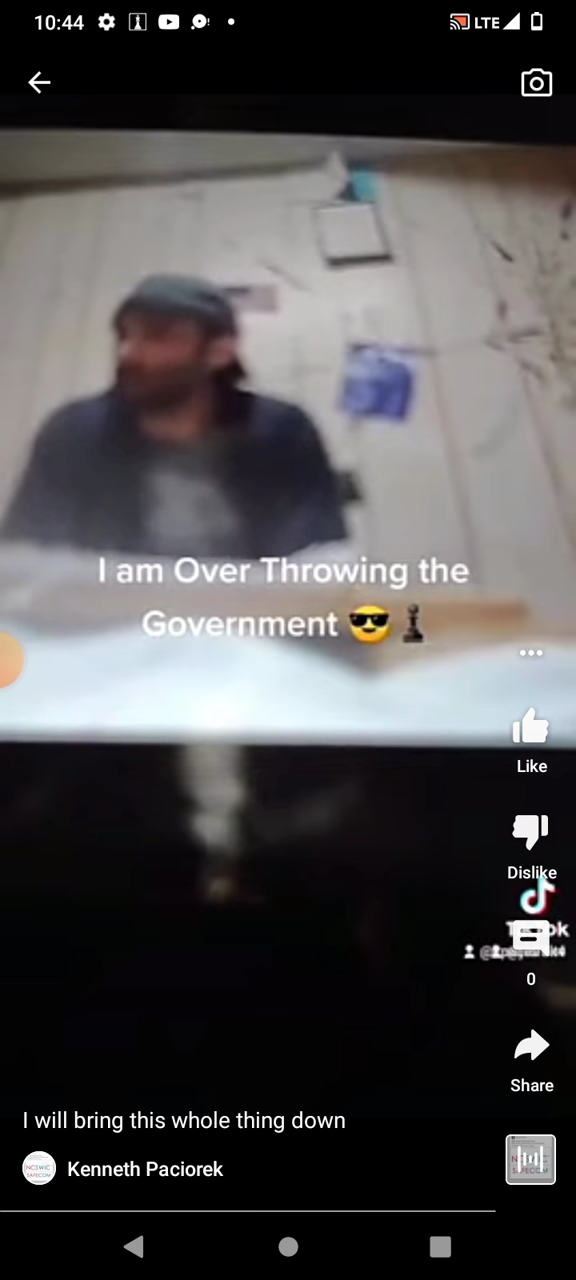 10:44
LTE
I am Over Throwing the
Government 😎♟
Like
Dislike
0
Share
I will bring this whole thing down
Kenneth Paciorek